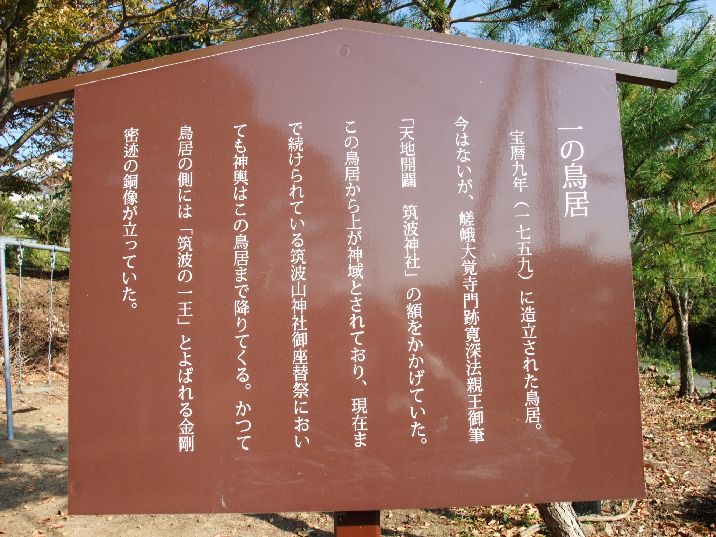 一の鳥居
宝暦九年（一七五九）に造立された鳥居。
今はないが、嵯峨大覚寺門跡寛深法親王御筆
「天地開闢　筑波神社」の額をかかげていた。
この鳥居から上が神域とされており、現在ま
で続けられている筑波山神社御座替祭におい
ても神輿はこの鳥居まで降りてくる。かつて
鳥居の側には「筑波の一王」とよばれる金剛
密迹の銅像が立っていた。